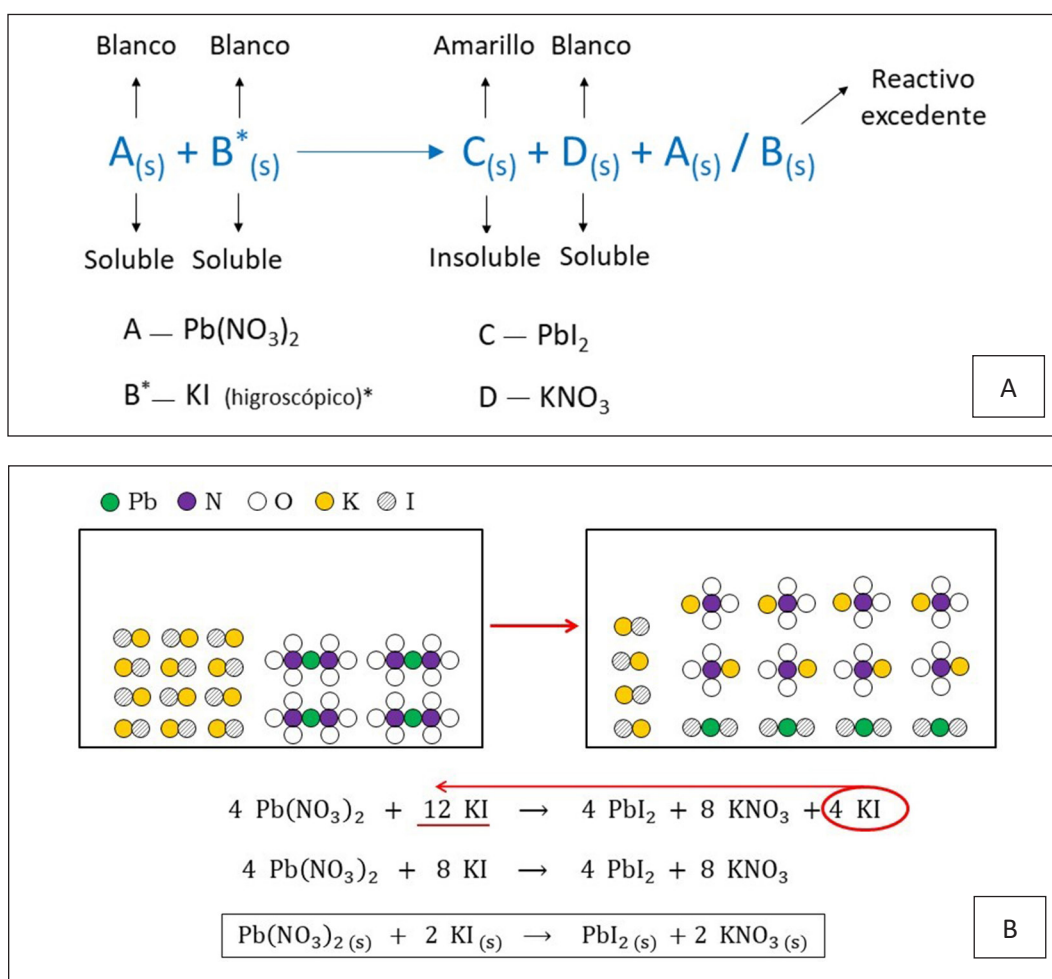 Blanco Blanco Amarillo Blanco
Reactivo
excedente
A(s) + B*(s) ⟶ C(s) + D(s) + A(s) / B(s)
Soluble Soluble Insoluble Soluble
A — Pb(NO₃)₂ C — PbI₂
B* — KI (higroscópico)* D — KNO₃
A
Pb N O K I
4 Pb(NO₃)₂ + 12 KI → 4 PbI₂ + 8 KNO₃ + 4 KI
4 Pb(NO₃)₂ + 8 KI → 4 PbI₂ + 8 KNO₃
Pb(NO₃)₂ (s) + 2 KI (s) → PbI₂ (s) + 2 KNO₃ (s)
B